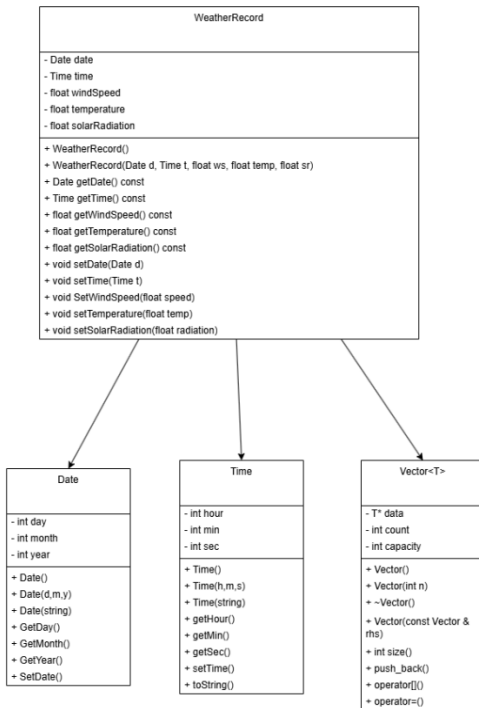 WeatherRecord
- Date date
- Time time
- float windSpeed
- float temperature
- float solarRadiation
+ WeatherRecord()
+ WeatherRecord(Date d, Time t, float ws, float temp, float sr)
+ Date getDate() const
+ Time getTime() const
+ float getWindSpeed() const
+ float getTemperature() const
+ float getSolarRadiation() const
+ void setDate(Date d)
+ void setTime(Time t)
+ void SetWindSpeed(float speed)
+ void setTemperature(float temp)
+ void setSolarRadiation(float radiation)
Date
- int day
- int month
- int year
+ Date()
+ Date(d,m,y)
+ Date(string)
+ GetDay()
+ GetMonth()
+ GetYear()
+ SetDate()
Time
- int hour
- int min
- int sec
+ Time()
+ Time(h,m,s)
+ Time(string)
+ getHour()
+ getMin()
+ getSec()
+ setTime()
+ toString()
Vector<T>
- T* data
- int count
- int capacity
+ Vector()
+ Vector(int n)
+ ~Vector()
+ Vector(const Vector &
rhs)
+ int size()
+ push_back()
+ operator[]()
+ operator=()